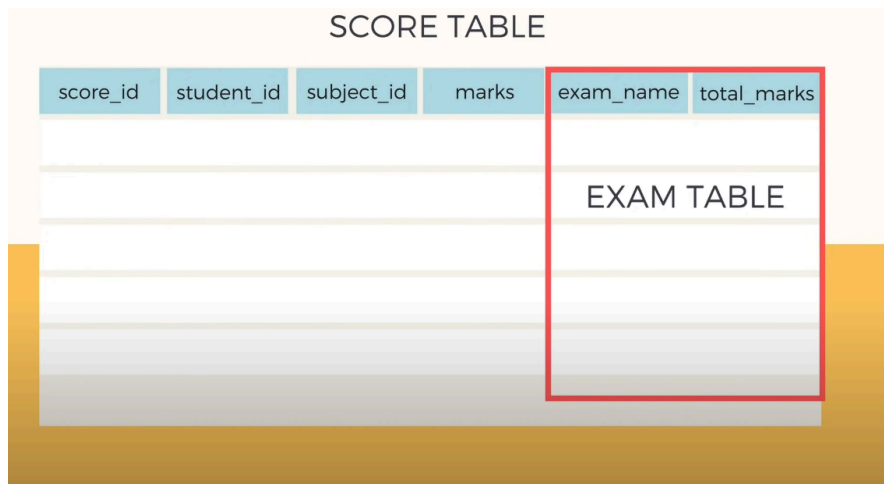 SCORE TABLE
score_id student_id subject_id marks exam_name total_marks
EXAM TABLE